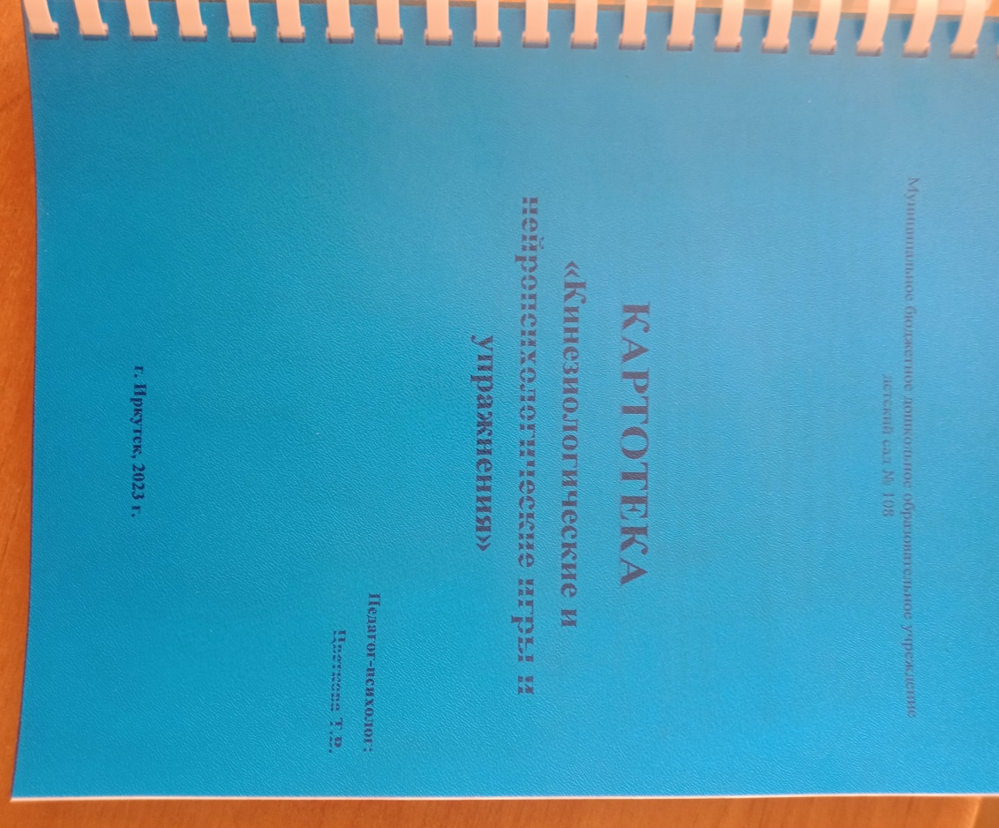 Муниципальное бюджетное дошкольное образовательное учреждение
детский сад № 108
КАРТОТЕКА
«Кинезиологические и
нейропсихологические игры и
упражнения»
Педагог-психолог:
Цветкова Т.В.
г. Иркутск, 2023 г.